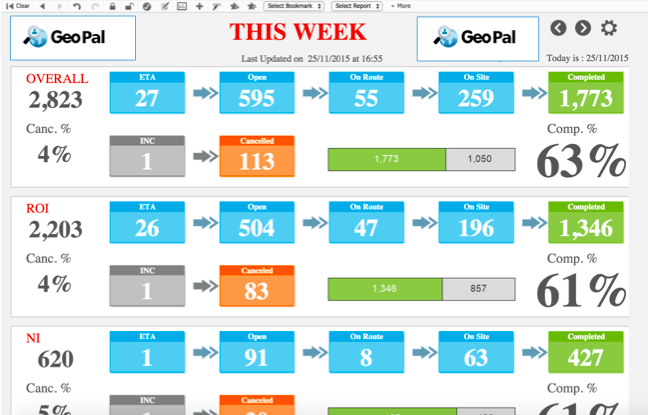 Clear Select Bookmark Select Report More
GeoPal THIS WEEK GeoPal
Last Updated on 25/11/2015 at 16:55 Today is : 25/11/2015
OVERALL ETA Open On Route On Site Completed
2,823 27 595 55 259 1,773
Canc. % INC Cancelled Comp. %
4% 1 113 1,773 1,050 63%
ROI ETA Open On Route On Site Completed
2,203 26 504 47 196 1,346
Canc. % INC Canceled Comp. %
4% 1 83 1,346 857 61%
NI ETA Open On Route On Site Completed
620 1 91 8 63 427
Canc. % INC Canceled Comp. %